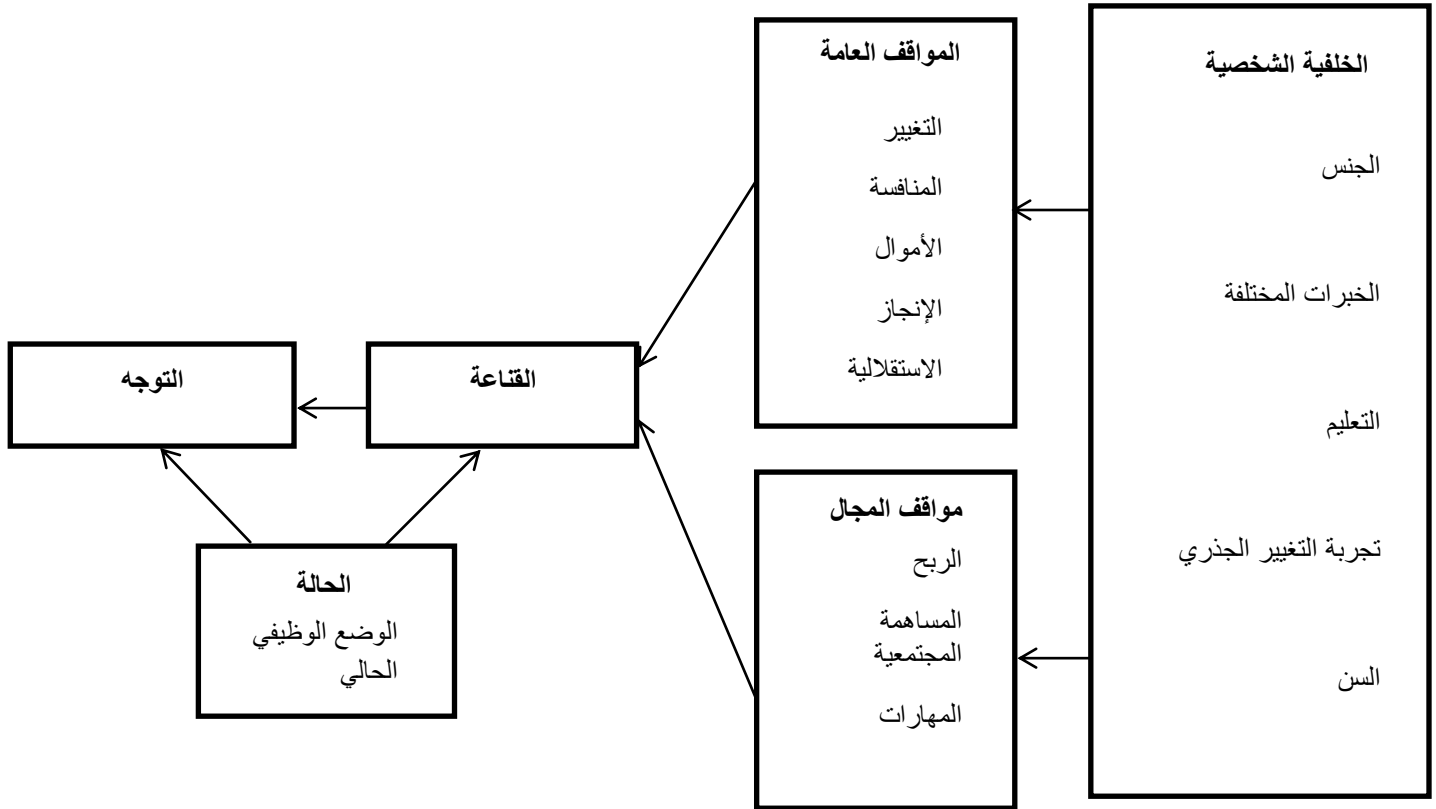 الخلفية الشخصية
الجنس
الخبرات المختلفة
التعليم
تجربة التغيير الجذري
السن
المواقف العامة
التغيير
المنافسة
الأموال
الإنجاز
الاستقلالية
مواقف المجال
الربح
المساهمة
المجتمعية
المهارات
القناعة
التوجه
الحالة
الوضع الوظيفي
الحالي